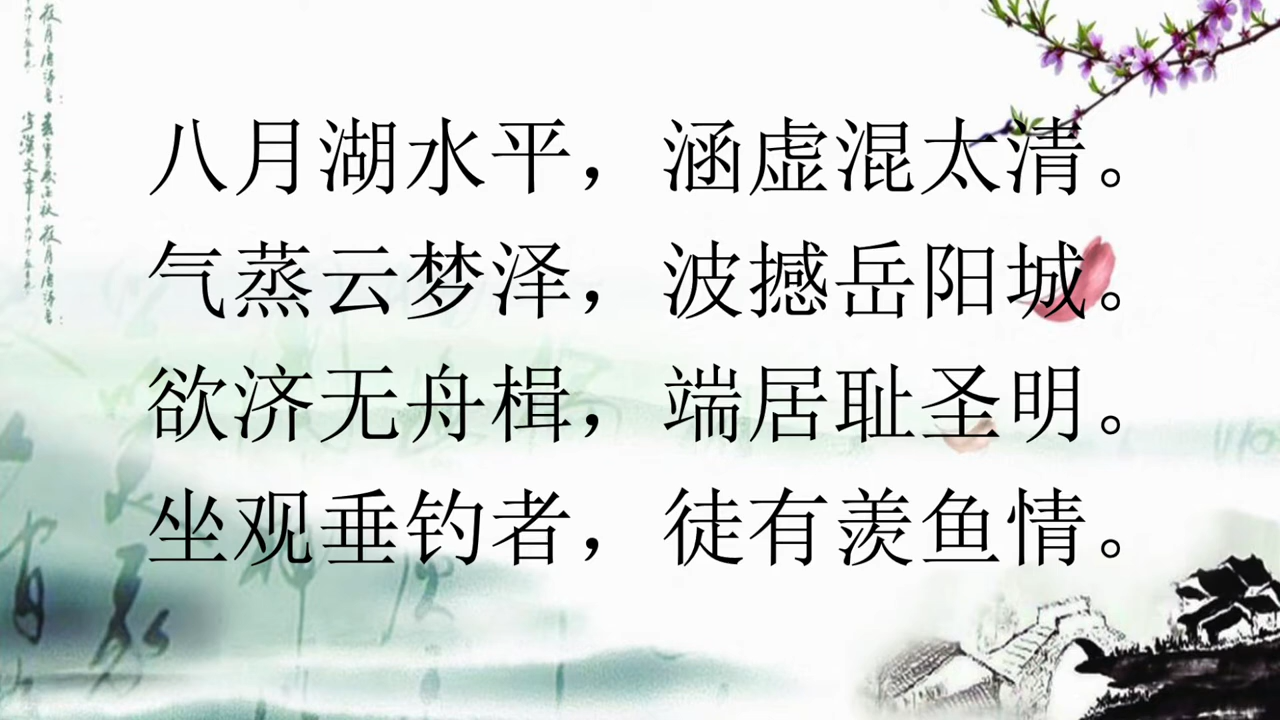 八月湖水平，涵虚混太清。
气蒸云梦泽，波撼岳阳城。
欲济无舟楫，端居耻圣明。
坐观垂钓者，徒有羡鱼情。